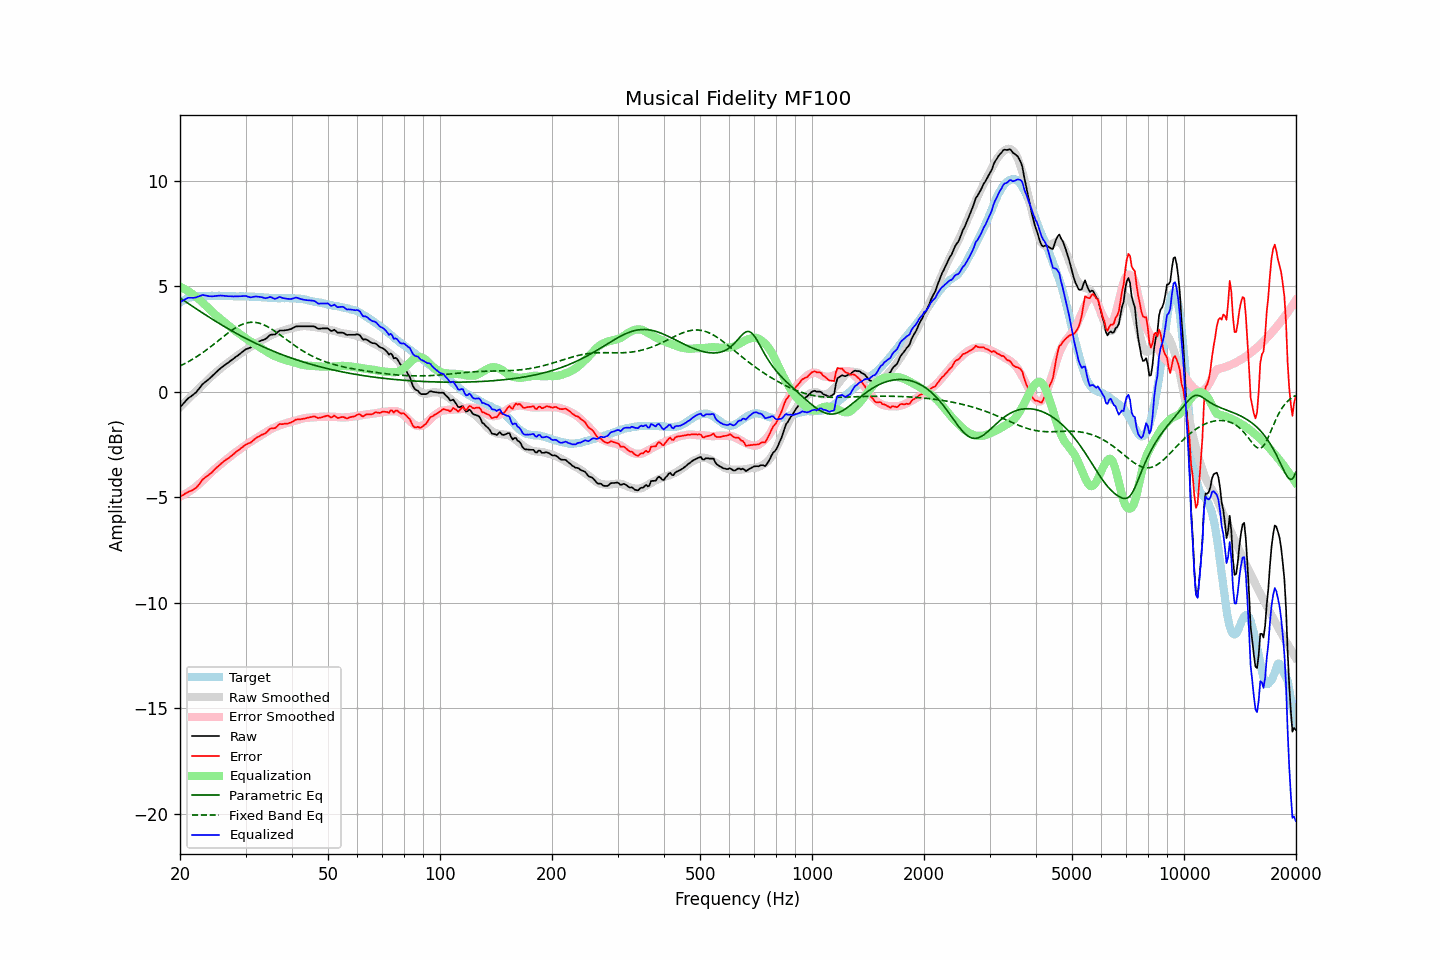 Musical Fidelity MF100
Amplitude (dBr)
10
5
0
−5
−10
−15
−20
Target
Raw Smoothed
Error Smoothed
Raw
Error
Equalization
Parametric Eq
Fixed Band Eq
Equalized
20 50 100 200 500 1000 2000 5000 10000 20000
Frequency (Hz)